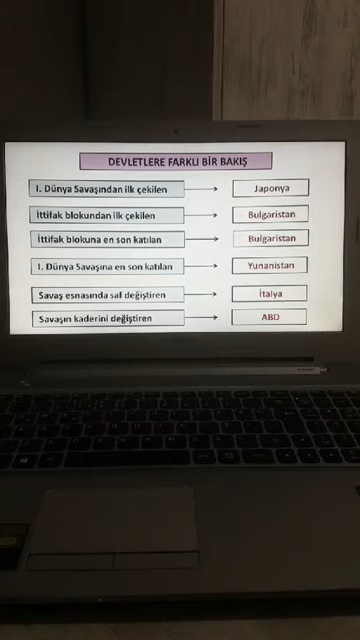 DEVLETLERE FARKLI BİR BAKIŞ
I. Dünya Savaşından ilk çekilen
Japonya
İttifak blokundan ilk çekilen
Bulgaristan
İttifak blokuna en son katılan
Bulgaristan
I. Dünya Savaşına en son katılan
Yunanistan
Savaş esnasında saf değiştiren
İtalya
Savaşın kaderini değiştiren
ABD